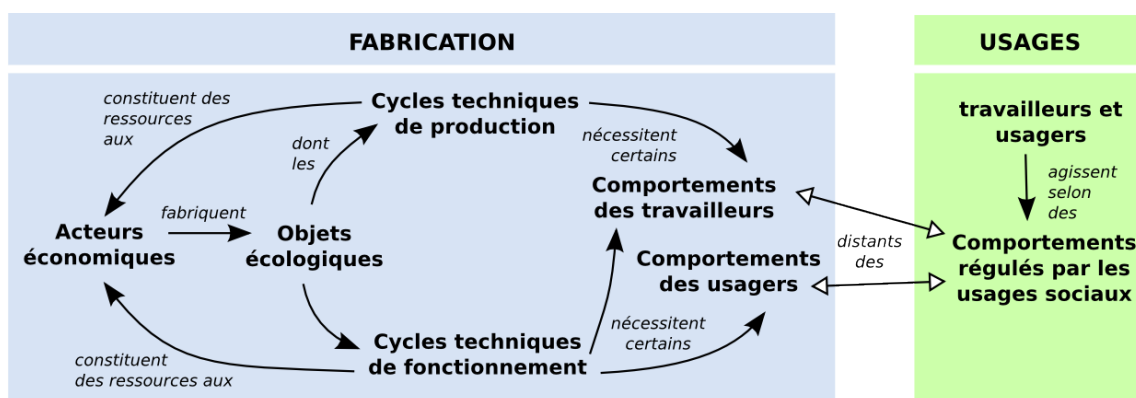 FABRICATION
USAGES
constituent des
ressources
aux
Cycles techniques
de production
dont
les
nécessitent
certains
travailleurs et
usagers
agissent
selon
des
Comportements
des travailleurs
fabriquent
Acteurs
économiques
Objets
écologiques
distants
des
Comportements
régulés par les
usages sociaux
Comportements
des usagers
nécessitent
certains
Cycles techniques
de fonctionnement
constituent
des ressources aux